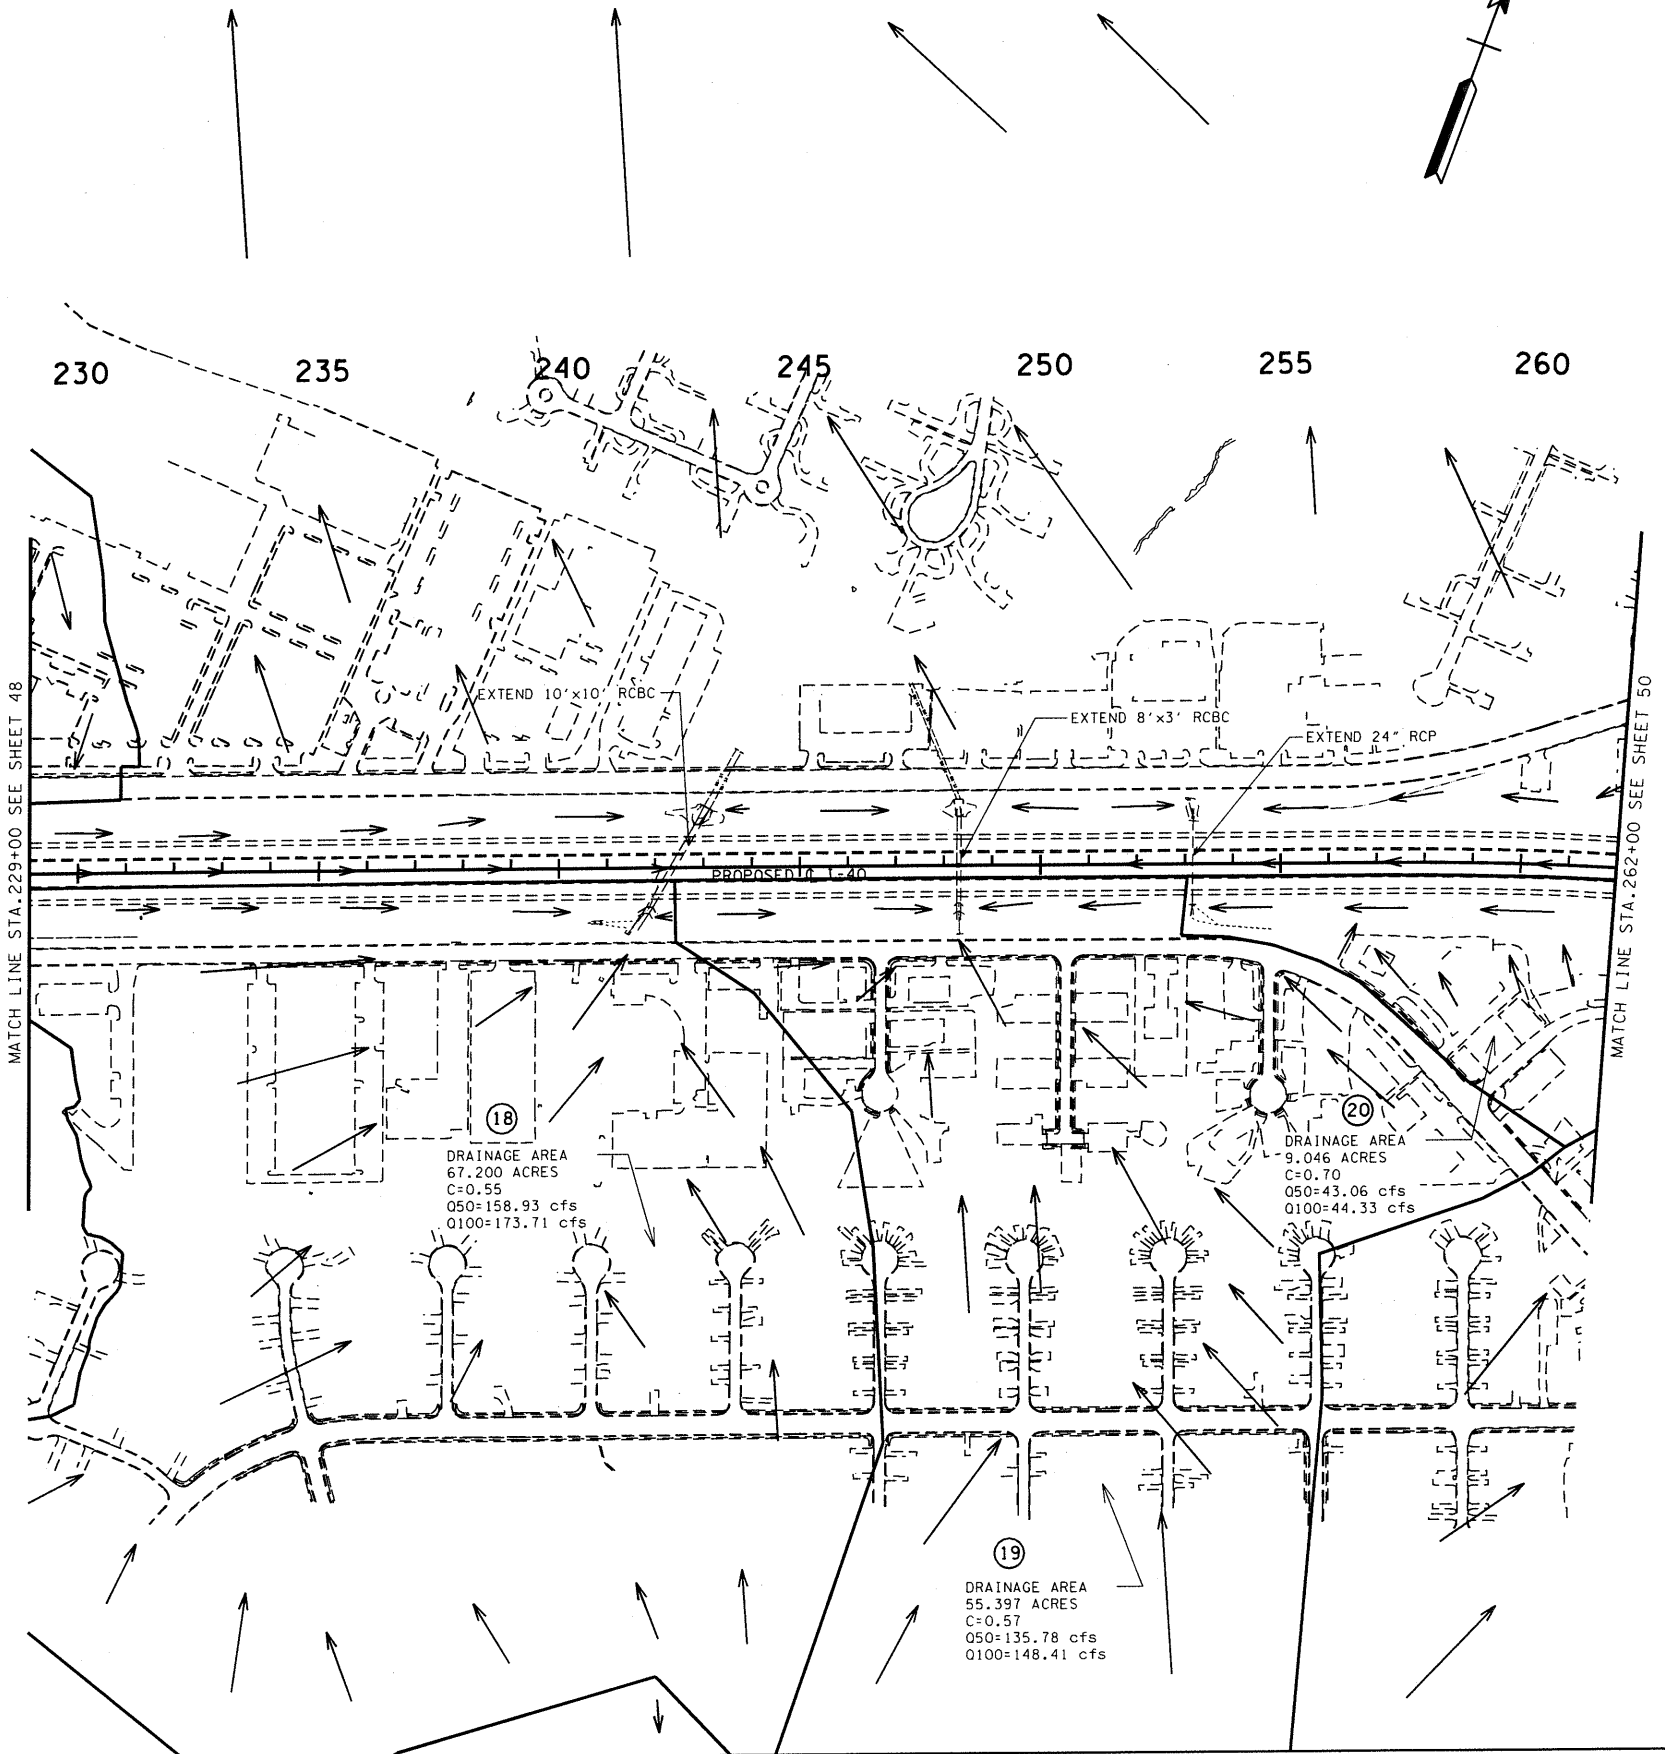 230 235 240 245 250 255 260
EXTEND 10'x10' RCBC
EXTEND 8'x3' RCBC
EXTEND 24" RCP
MATCH LINE STA.229+00 SEE SHEET 48
MATCH LINE STA.262+00 SEE SHEET 50
PROPOSED ℄ I-40
18
DRAINAGE AREA
67.200 ACRES
C=0.55
Q50=158.93 cfs
Q100=173.71 cfs
20
DRAINAGE AREA
9.046 ACRES
C=0.70
Q50=43.06 cfs
Q100=44.33 cfs
19
DRAINAGE AREA
55.397 ACRES
C=0.57
Q50=135.78 cfs
Q100=148.41 cfs